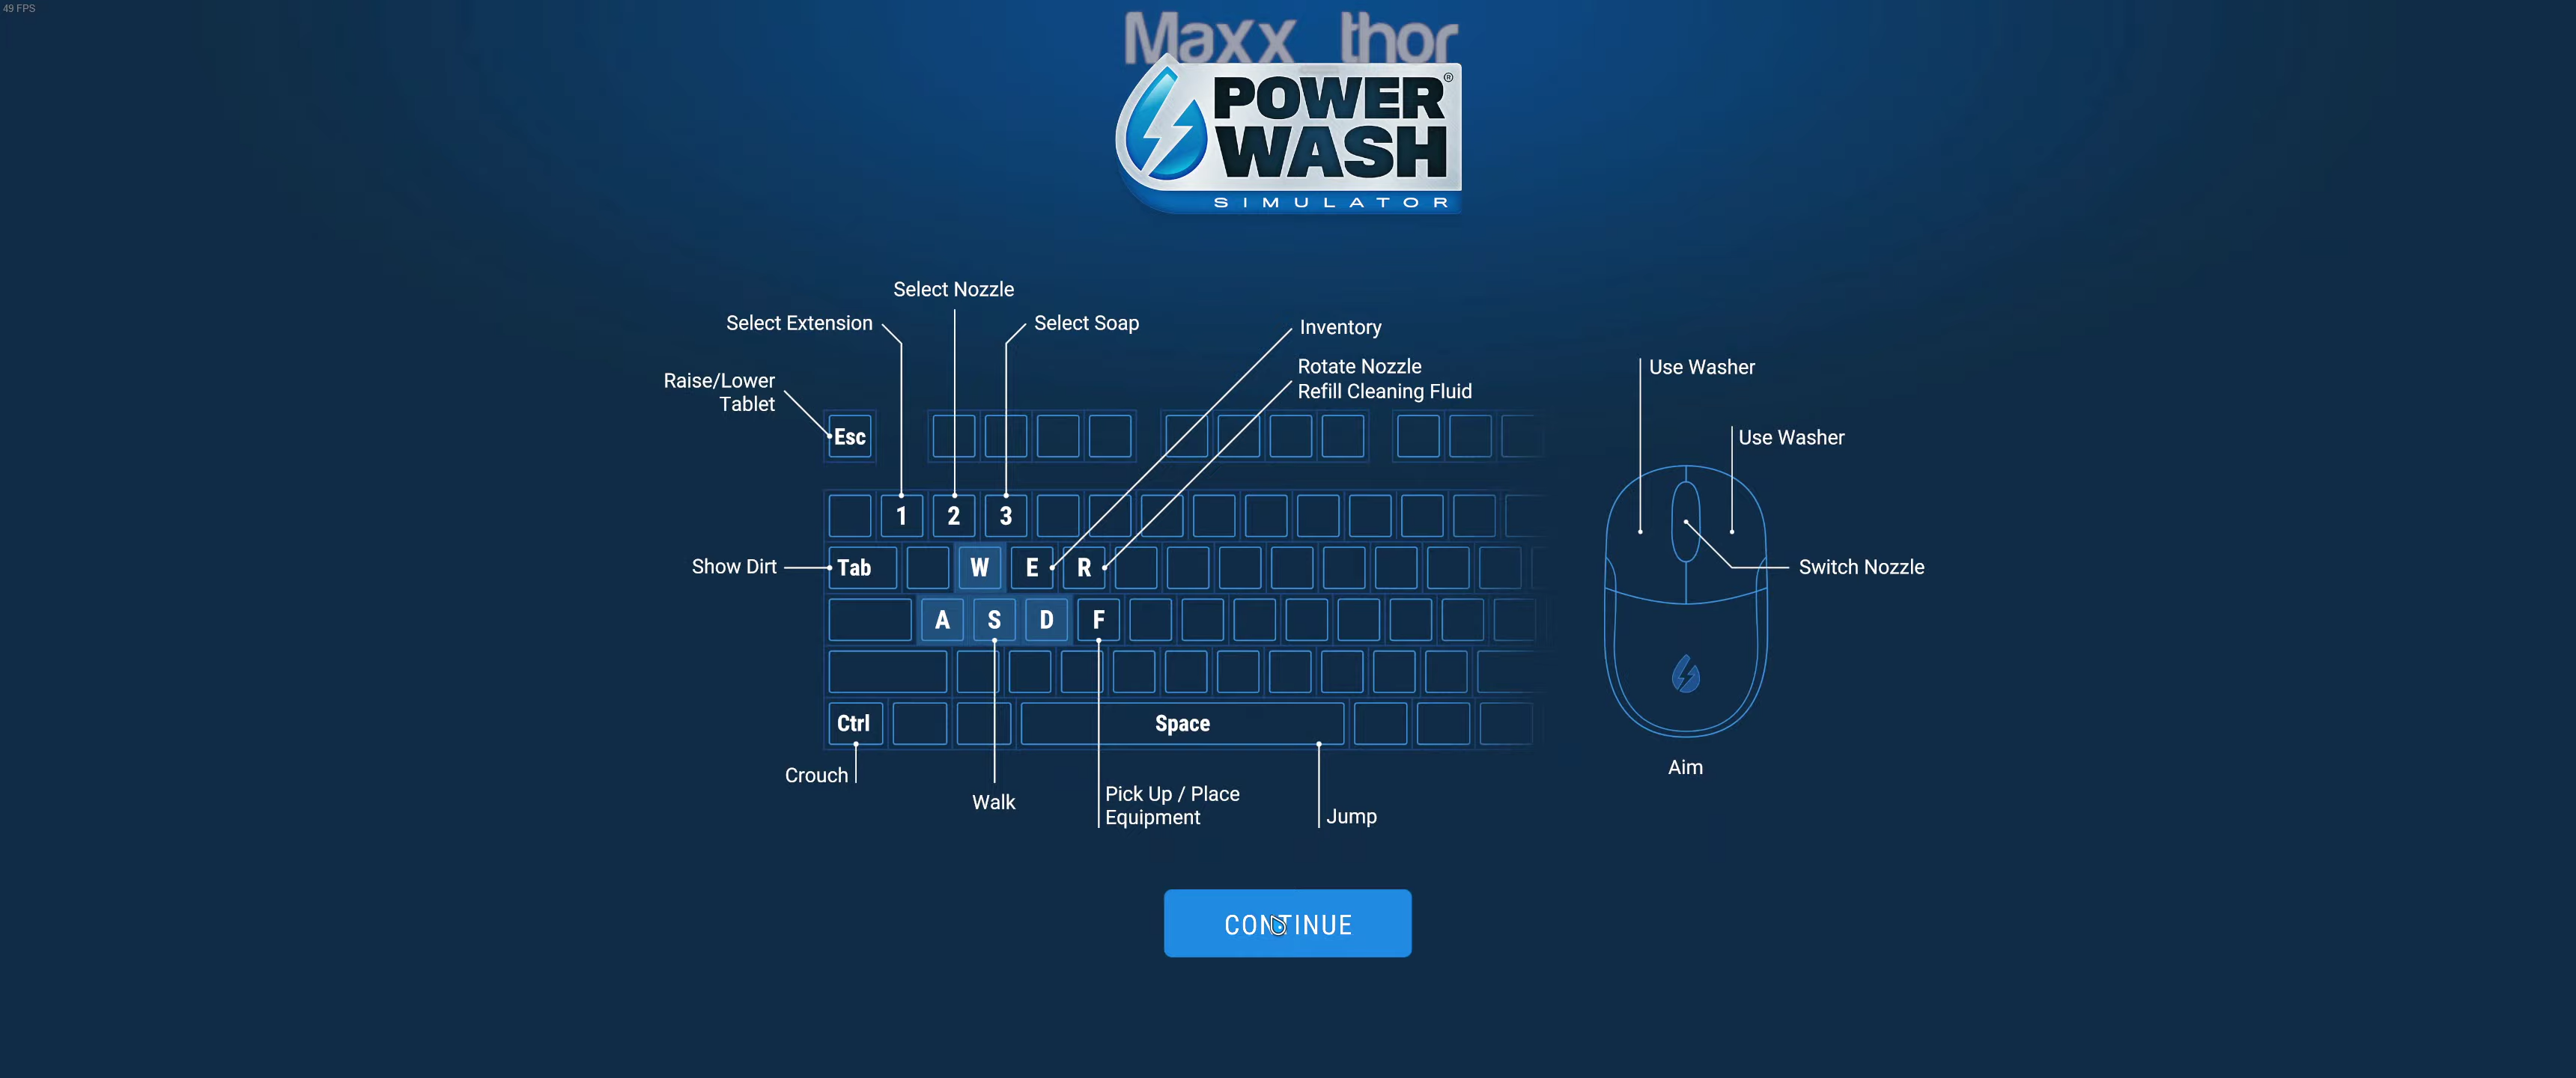 49 FPS
Maxx_thor
POWER®
WASH
SIMULATOR
Select Nozzle
Select Extension
Select Soap
Inventory
Rotate Nozzle
Refill Cleaning Fluid
Use Washer
Raise/Lower
Tablet
Esc
Use Washer
1 2 3
Show Dirt
Tab W E R
Switch Nozzle
A S D F
Ctrl Space
Crouch
Aim
Walk
Pick Up / Place
Equipment
Jump
CONTINUE